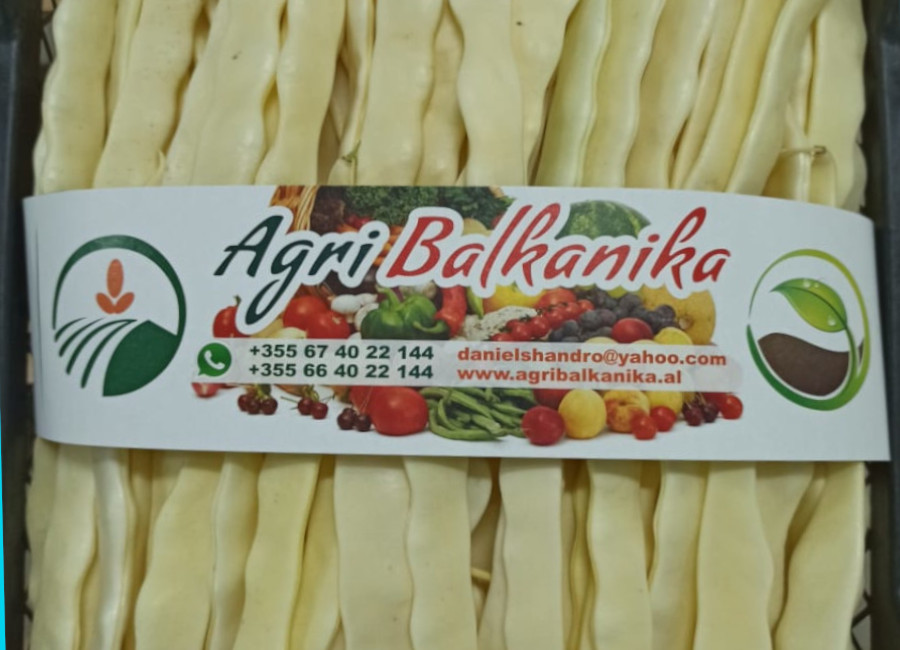 Agri Balkanika
+355 67 40 22 144
+355 66 40 22 144
danielshandro@yahoo.com
www.agribalkanika.al